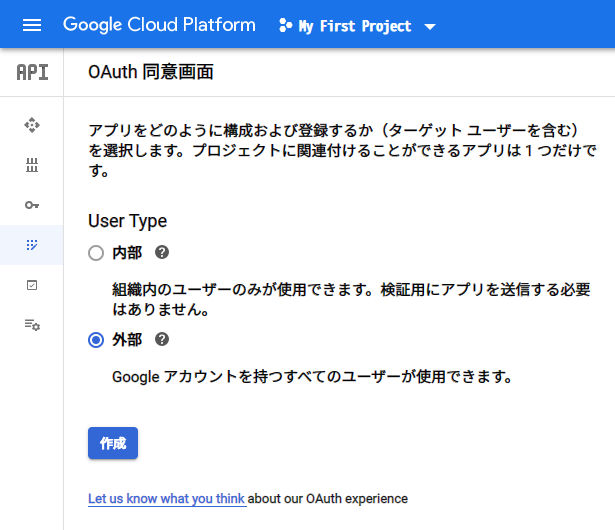 Google Cloud Platform
My First Project
API
OAuth 同意画面
アプリをどのように構成および登録するか（ターゲット ユーザーを含む）
を選択します。プロジェクトに関連付けることができるアプリは 1 つだけで
す。
User Type
内部
組織内のユーザーのみが使用できます。検証用にアプリを送信する必要
はありません。
外部
Google アカウントを持つすべてのユーザーが使用できます。
作成
Let us know what you think about our OAuth experience